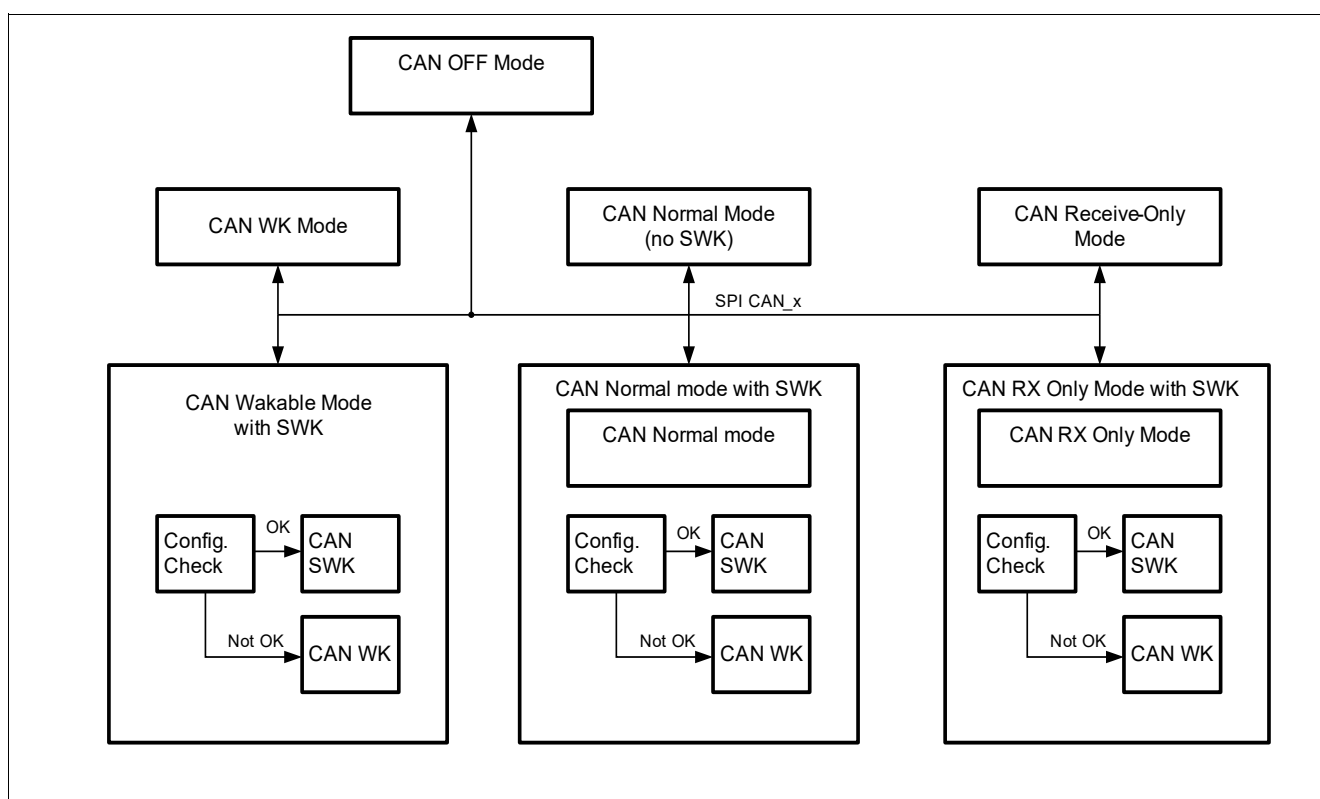 CAN OFF Mode
CAN WK Mode
CAN Normal Mode
(no SWK)
CAN Receive-Only
Mode
SPI CAN_x
CAN Wakable Mode
with SWK
Config.
Check
OK
CAN
SWK
Not OK
CAN WK
CAN Normal mode with SWK
CAN Normal mode
Config.
Check
OK
CAN
SWK
Not OK
CAN WK
CAN RX Only Mode with SWK
CAN RX Only Mode
Config.
Check
OK
CAN
SWK
Not OK
CAN WK